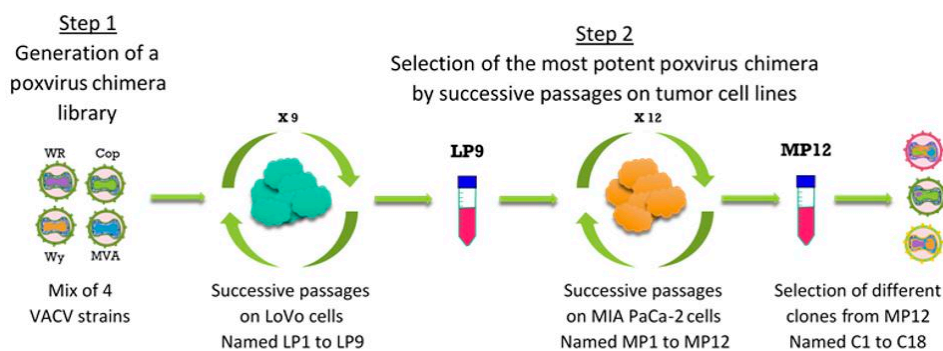 Step 1
Generation of a
poxvirus chimera
library
Step 2
Selection of the most potent poxvirus chimera
by successive passages on tumor cell lines
WR Cop
Wy MVA
Mix of 4
VACV strains
X 9
Successive passages
on LoVo cells
Named LP1 to LP9
LP9
X 12
Successive passages
on MIA PaCa-2 cells
Named MP1 to MP12
MP12
Selection of different
clones from MP12
Named C1 to C18